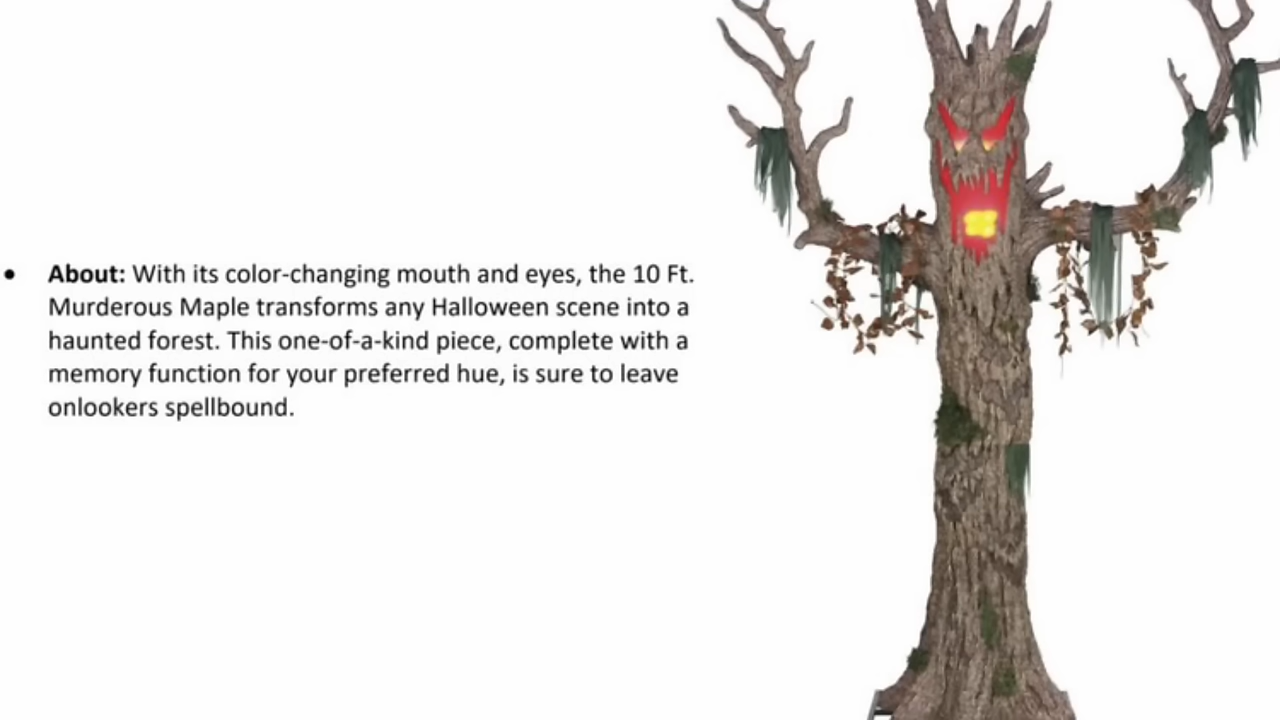 • About: With its color-changing mouth and eyes, the 10 Ft.
Murderous Maple transforms any Halloween scene into a
haunted forest. This one-of-a-kind piece, complete with a
memory function for your preferred hue, is sure to leave
onlookers spellbound.